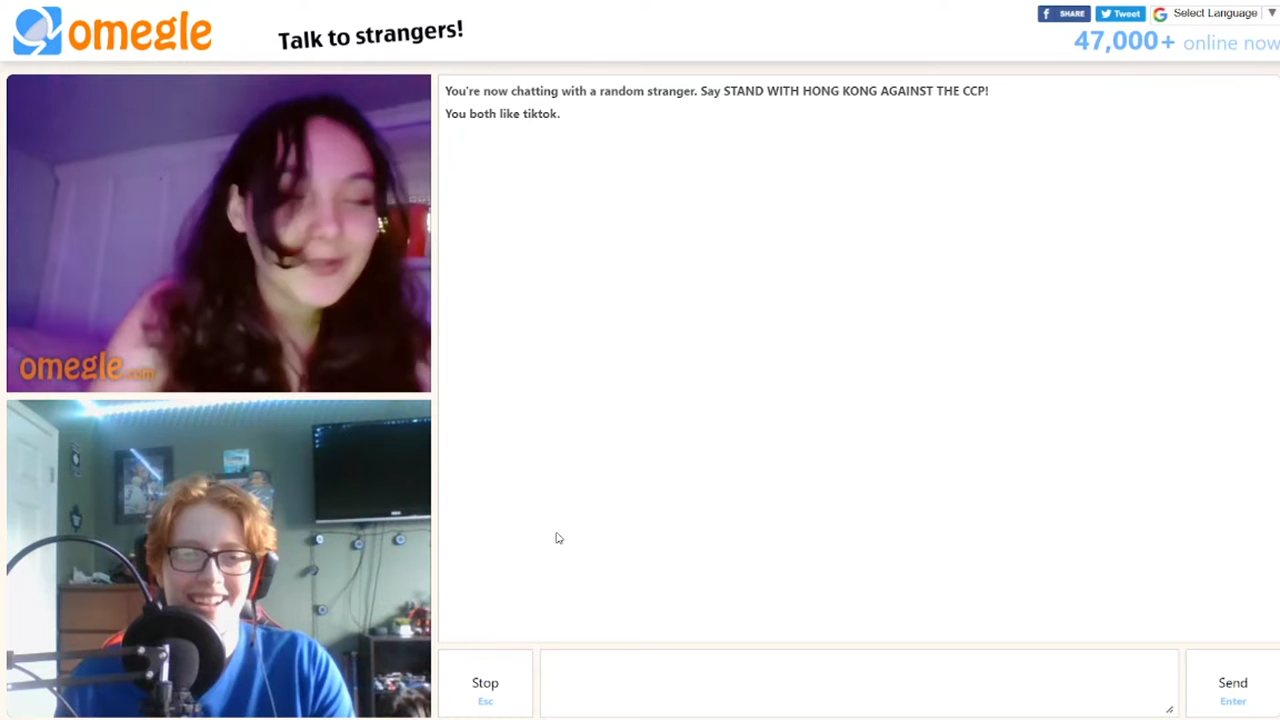 omegle
Talk to strangers!
SHARE
Tweet
Select Language
47,000+ online now
You're now chatting with a random stranger. Say STAND WITH HONG KONG AGAINST THE CCP!
You both like tiktok.
omegle.com
Stop
Esc
Send
Enter